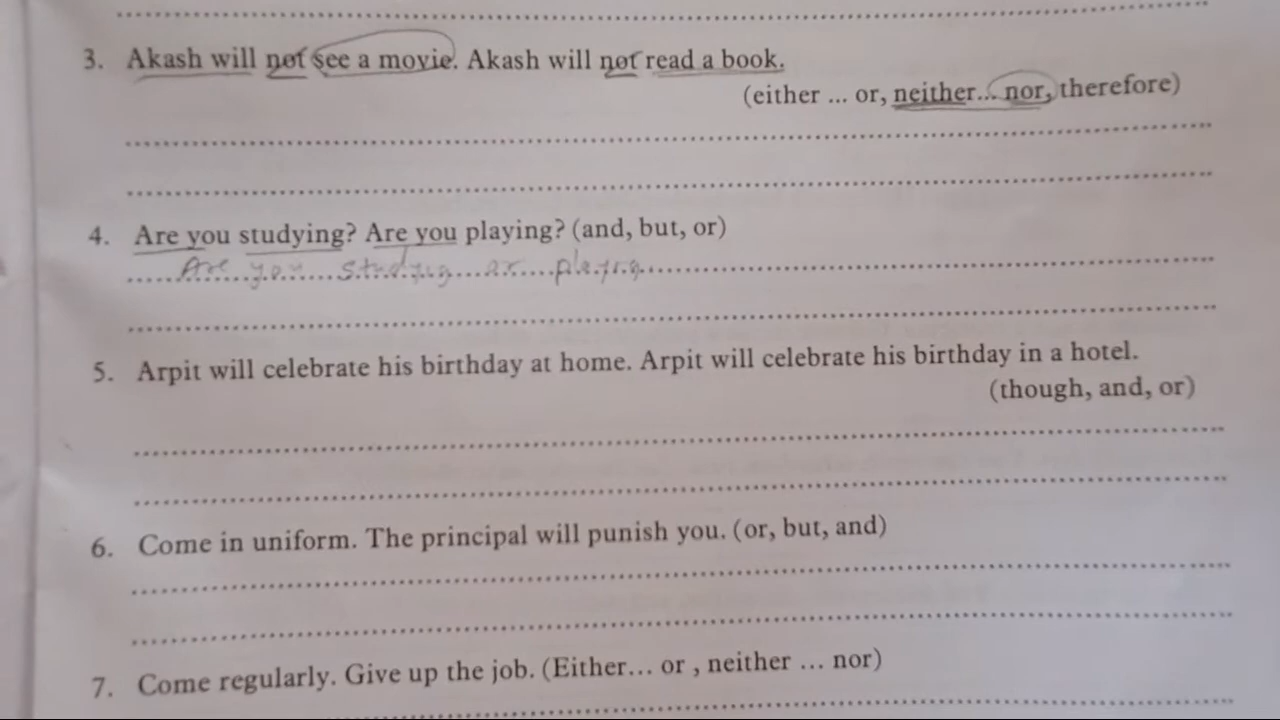 3. Akash will not see a movie. Akash will not read a book.
(either ... or, neither... nor, therefore)
4. Are you studying? Are you playing? (and, but, or)
Are you studyig or playig
5. Arpit will celebrate his birthday at home. Arpit will celebrate his birthday in a hotel.
(though, and, or)
6. Come in uniform. The principal will punish you. (or, but, and)
7. Come regularly. Give up the job. (Either... or , neither ... nor)